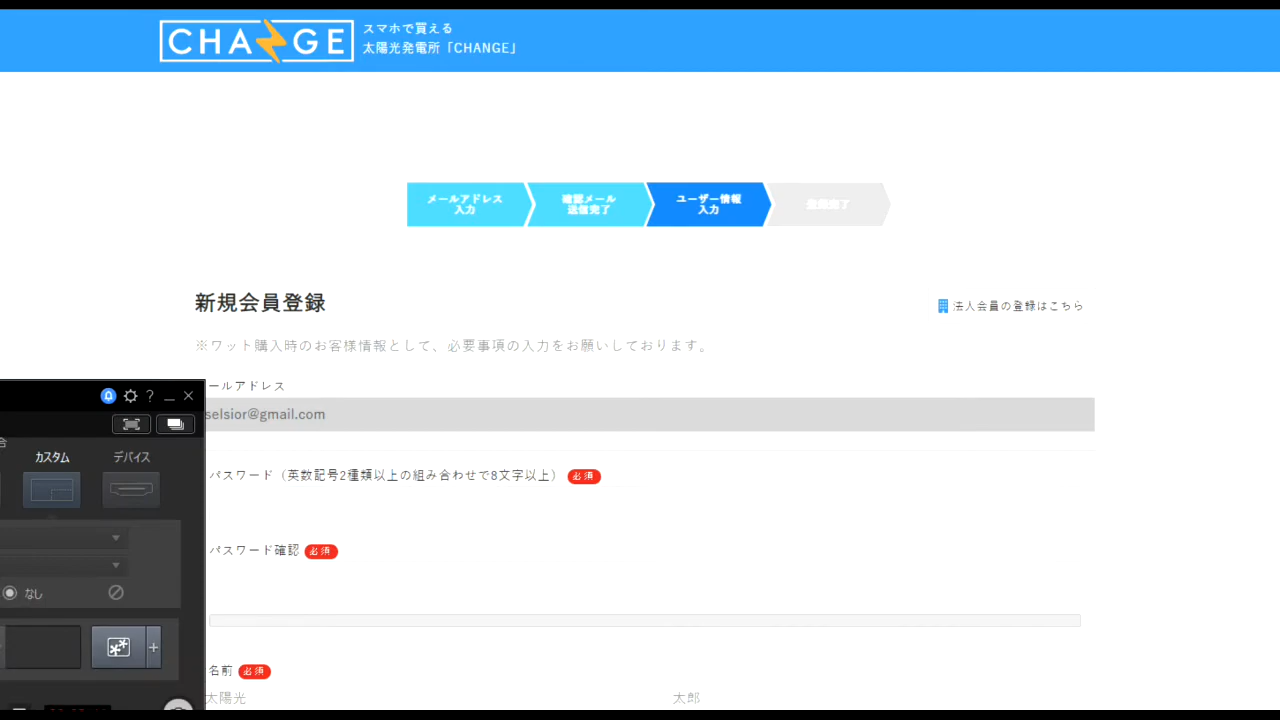 CHANGE
スマホで買える
太陽光発電所「CHANGE」
メールアドレス
入力
確認メール
送信完了
ユーザー情報
入力
登録完了
新規会員登録
法人会員の登録はこちら
※ワット購入時のお客様情報として、必要事項の入力をお願いしております。
ールアドレス
selsior@gmail.com
パスワード（英数記号2種類以上の組み合わせで8文字以上） 必須
パスワード確認 必須
名前 必須
太陽光 太郎
?
合
カスタム デバイス
なし